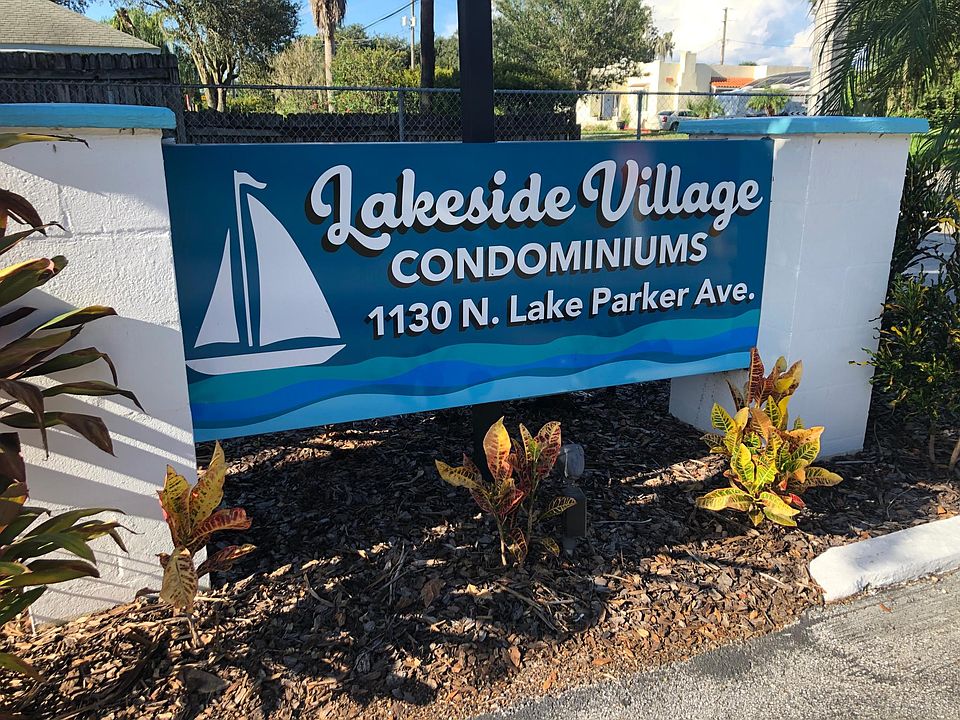 Lakeside Village
CONDOMINIUMS
1130 N. Lake Parker Ave.